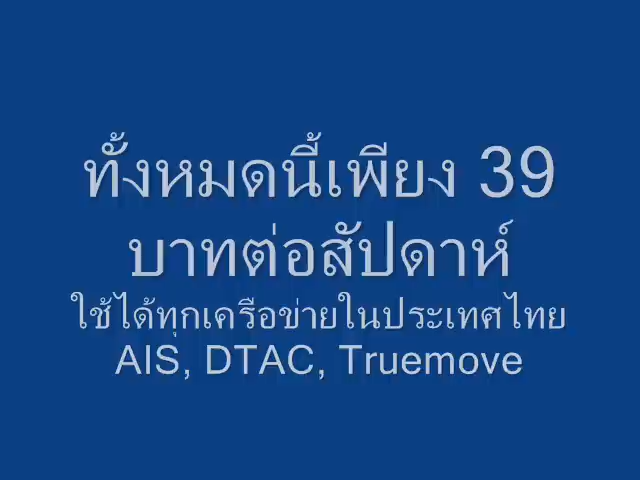 ทั้งหมดนี้เพียง 39
บาทต่อสัปดาห์
ใช้ได้ทุกเครือข่ายในประเทศไทย
AIS, DTAC, Truemove